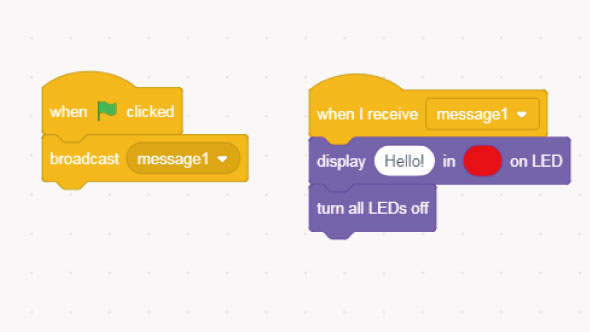 when clicked
broadcast message1
when I receive message1
display Hello! in on LED
turn all LEDs off